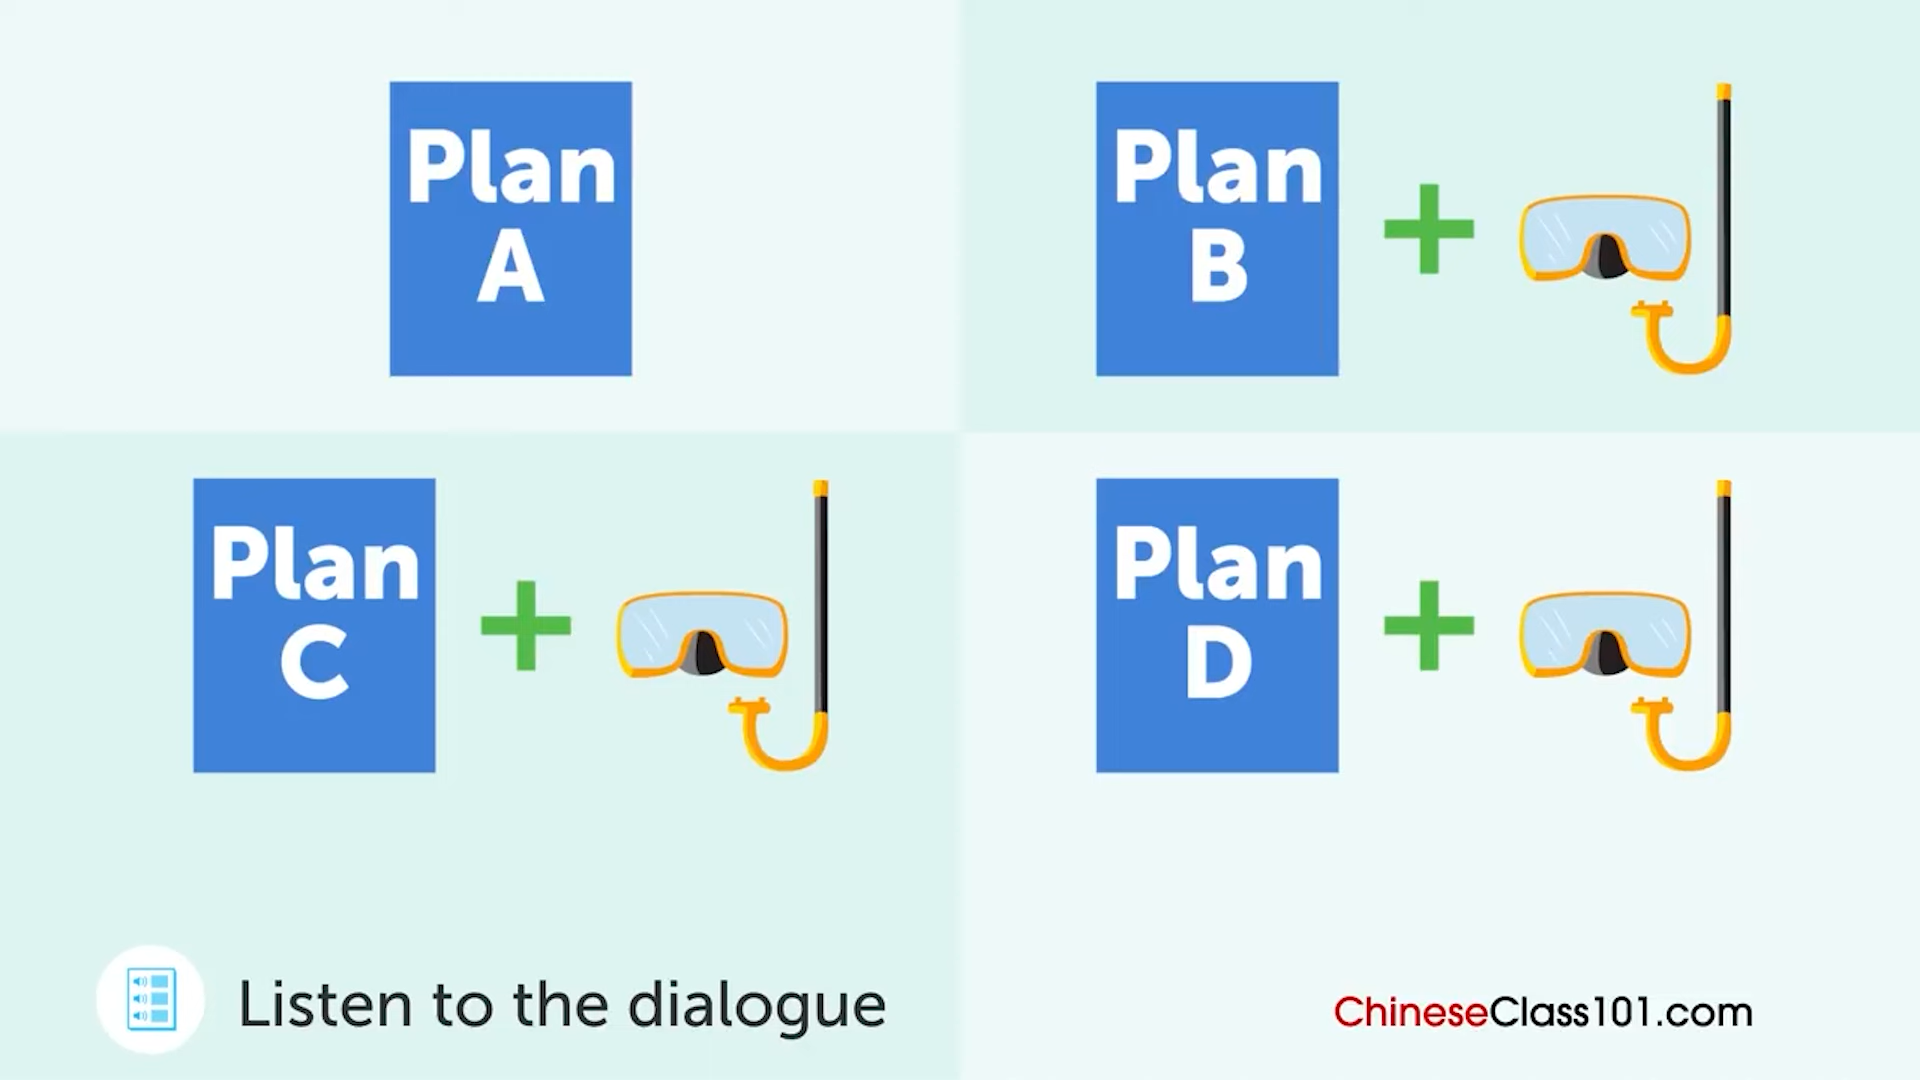 Plan
A
Plan
B
Plan
C
Plan
D
Listen to the dialogue
ChineseClass101.com